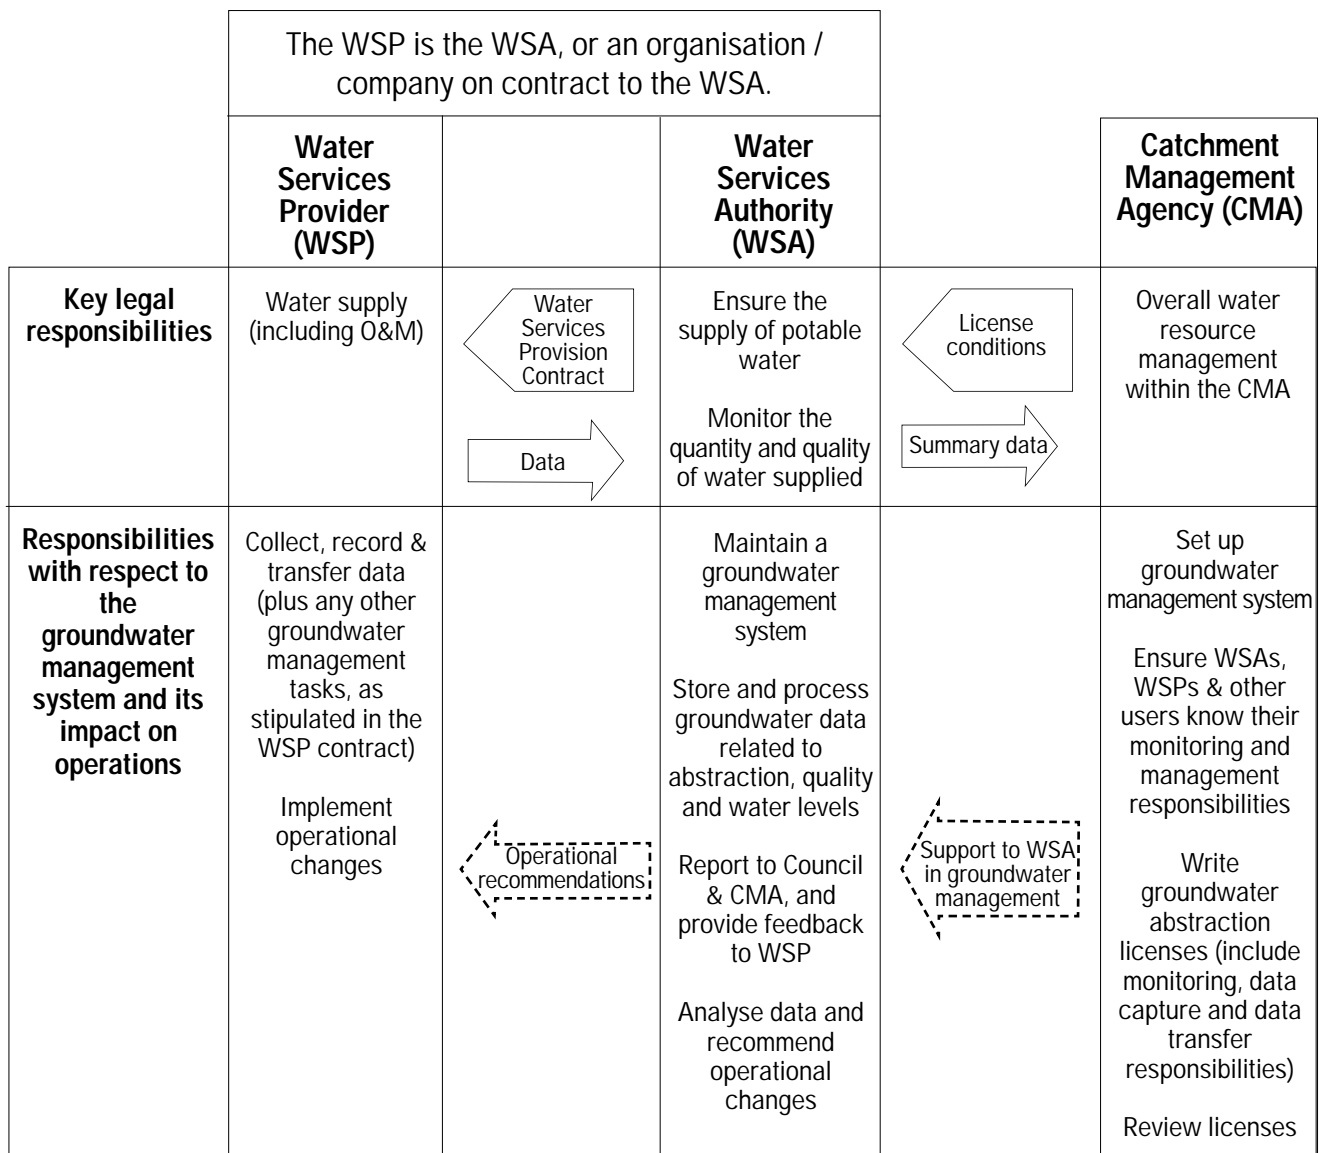 The WSP is the WSA, or an organisation /
company on contract to the WSA.
Water
Services
Provider
(WSP)
Water
Services
Authority
(WSA)
Catchment
Management
Agency (CMA)
Key legal
responsibilities
Water supply
(including O&M)
Water
Services
Provision
Contract
Data
Ensure the
supply of potable
water
Monitor the
quantity and quality
of water supplied
License
conditions
Summary data
Overall water
resource
management
within the CMA
Responsibilities
with respect to
the
groundwater
management
system and its
impact on
operations
Collect, record &
transfer data
(plus any other
groundwater
management
tasks, as
stipulated in the
WSP contract)
Implement
operational
changes
Operational
recommendations
Maintain a
groundwater
management
system
Store and process
groundwater data
related to
abstraction, quality
and water levels
Report to Council
& CMA, and
provide feedback
to WSP
Analyse data and
recommend
operational
changes
Support to WSA
in groundwater
management
Set up
groundwater
management system
Ensure WSAs,
WSPs & other
users know their
monitoring and
management
responsibilities
Write
groundwater
abstraction
licenses (include
monitoring, data
capture and data
transfer
responsibilities)
Review licenses